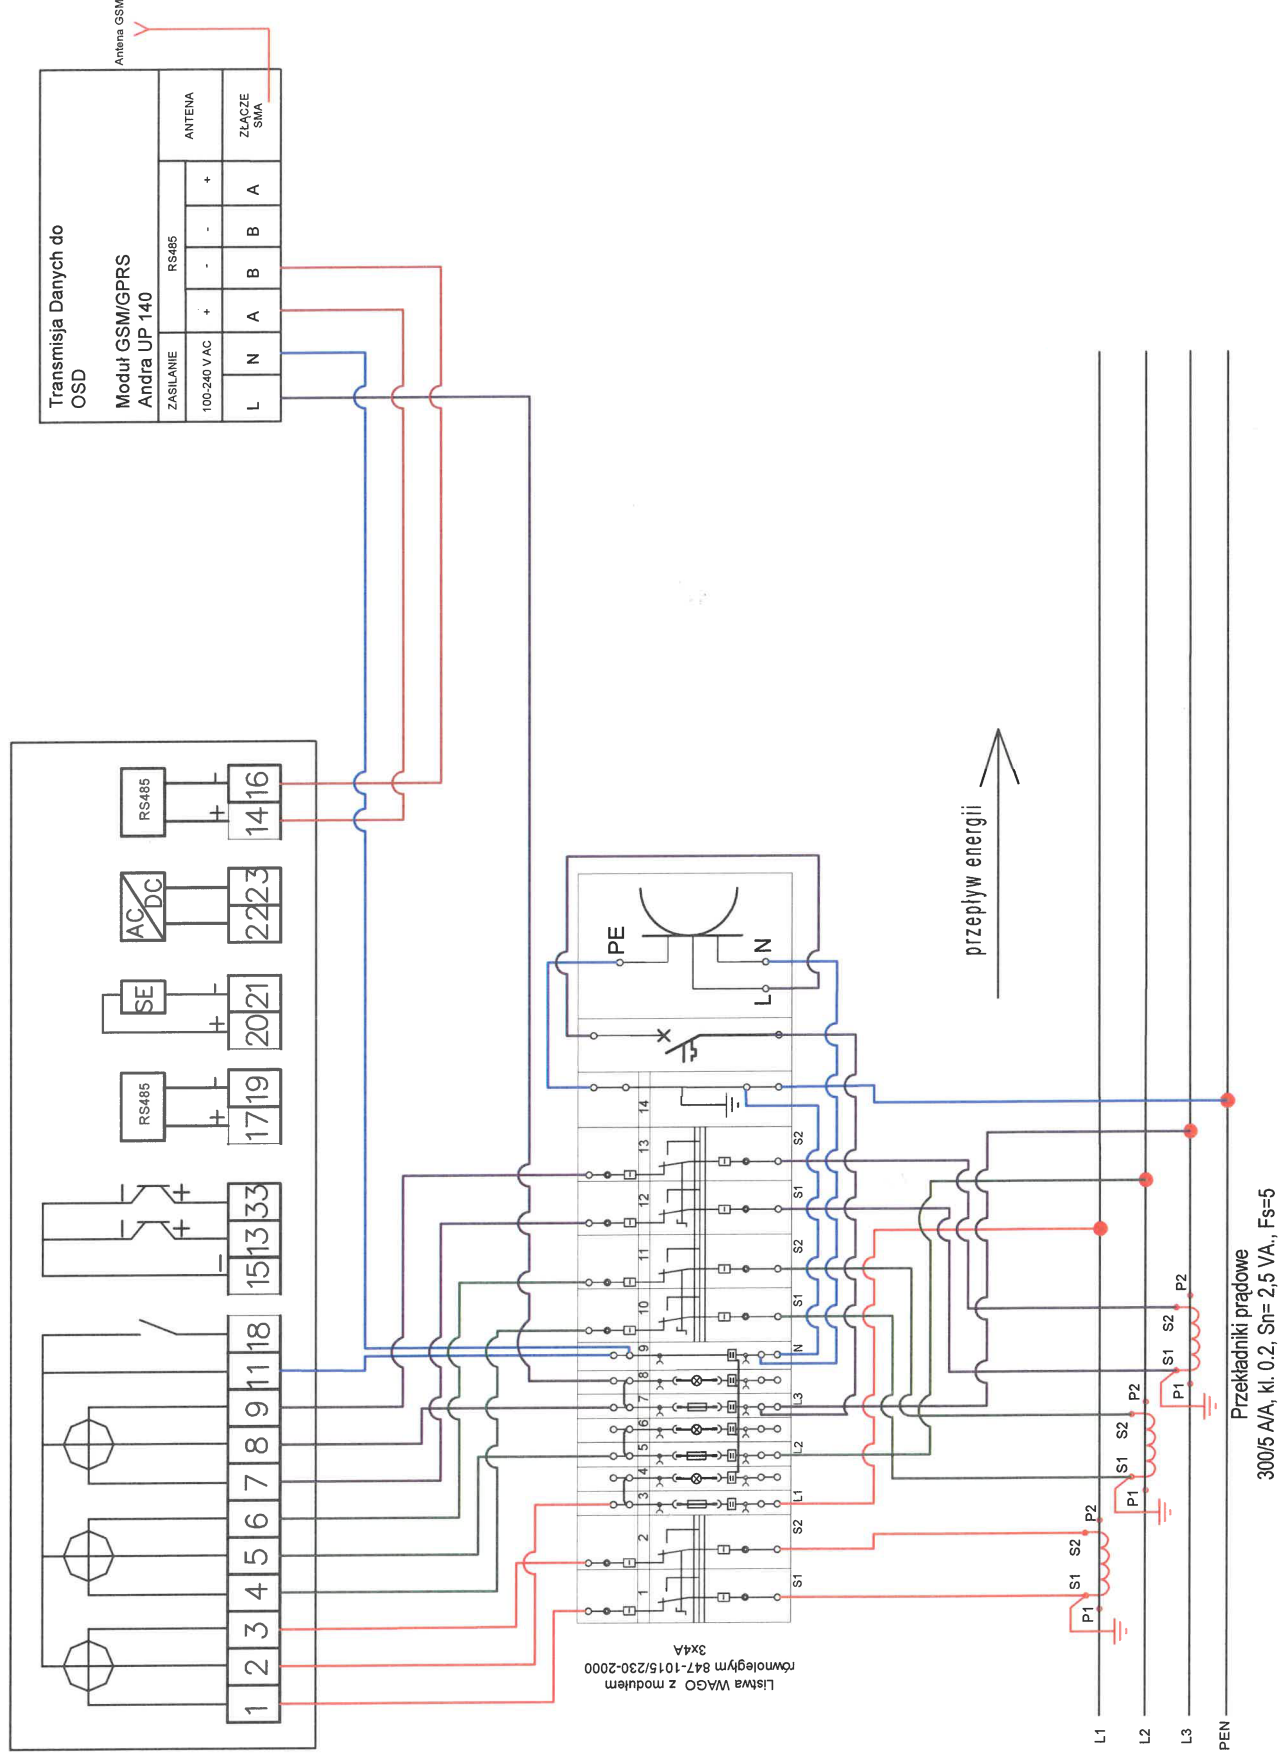 Antena GSM
Transmisja Danych do
OSD
Moduł GSM/GPRS
Andra UP 140
ZASILANIE
RS485
ANTENA
100-240 V AC
+
-
-
+
L
N
A
B
B
A
ZŁĄCZE
SMA
RS485
+
-
14
16
AC
DC
22
23
SE
+
-
20
21
RS485
+
-
17
19
-
+
-
+
-
15
13
33
1
2
3
4
5
6
7
8
9
11
18
PE
L
N
1
2
3
4
5
6
7
8
9
10
11
12
13
14
S1
S2
L1
L2
L3
N
S1
S2
S1
S2
Listwa WAGO z modułem
równoległym 847-1015/230-2000
3x4A
przepływ energii
P1
S1
S2
P2
P1
S1
S2
P2
P1
S1
S2
P2
L1
L2
L3
PEN
Przekładniki prądowe
300/5 A/A, kl. 0.2, Sn= 2,5 VA., Fs=5